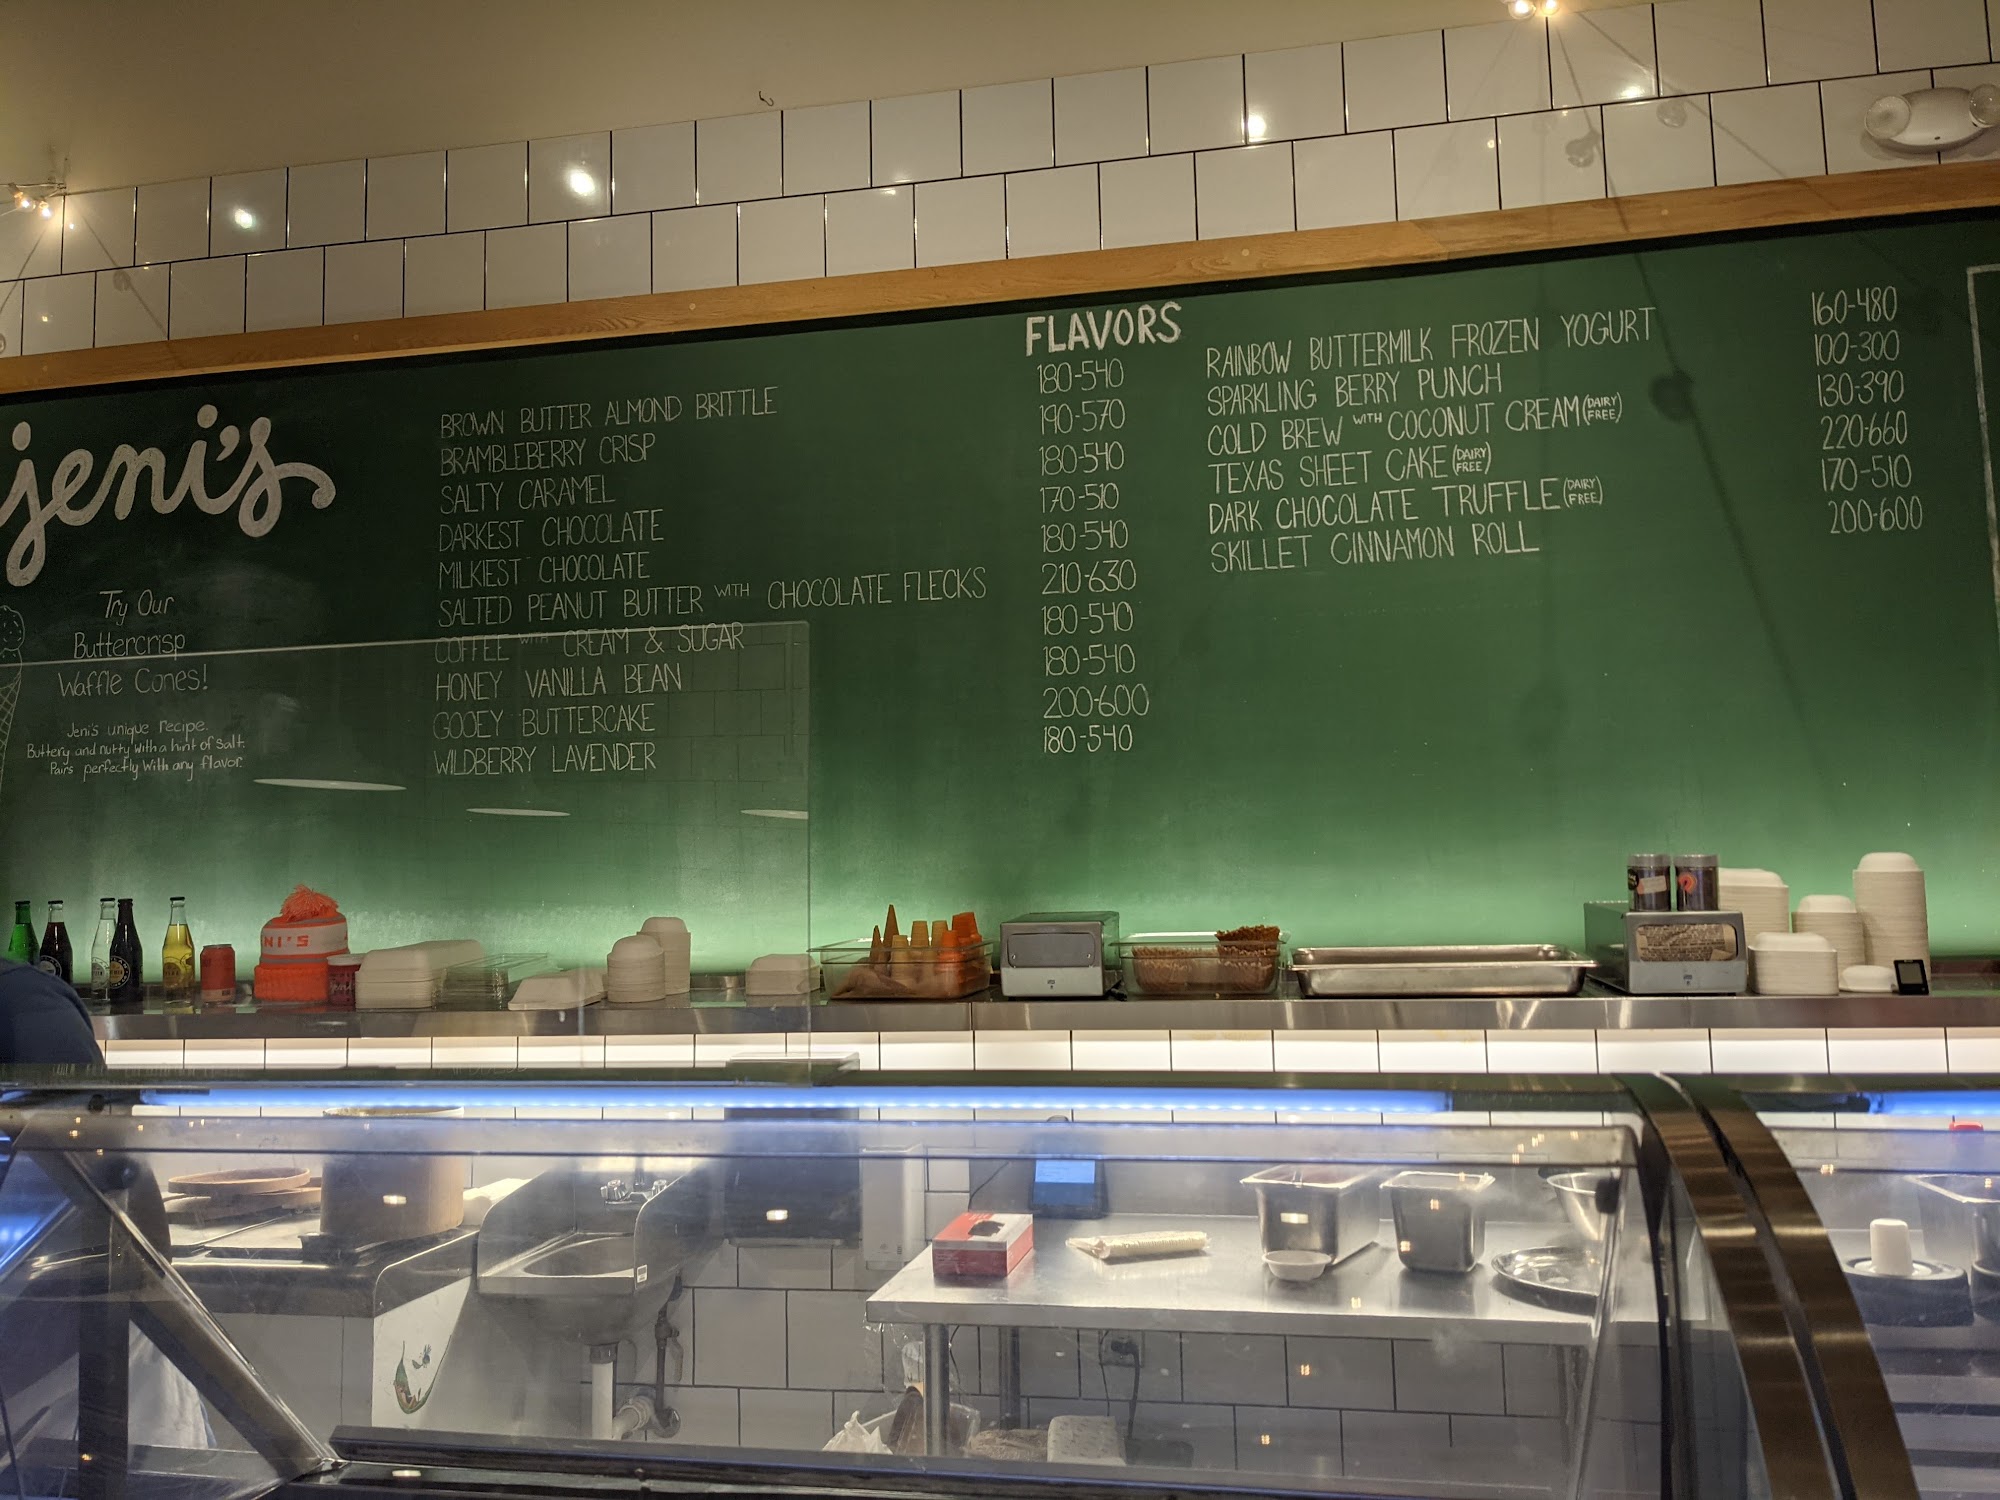 jeni's
Try Our
Buttercrisp
Waffle Cones!
Jeni's unique recipe.
Buttery and nutty with a hint of salt.
Pairs perfectly with any flavor.
FLAVORS
BROWN BUTTER ALMOND BRITTLE 180-540
BRAMBLEBERRY CRISP 190-570
SALTY CARAMEL 180-540
DARKEST CHOCOLATE 170-510
MILKIEST CHOCOLATE 180-540
SALTED PEANUT BUTTER WITH CHOCOLATE FLECKS 210-630
COFFEE WITH CREAM & SUGAR 180-540
HONEY VANILLA BEAN 180-540
GOOEY BUTTERCAKE 200-600
WILDBERRY LAVENDER 180-540
RAINBOW BUTTERMILK FROZEN YOGURT 160-480
SPARKLING BERRY PUNCH 100-300
COLD BREW WITH COCONUT CREAM (DAIRY FREE) 130-390
TEXAS SHEET CAKE (DAIRY FREE) 220-660
DARK CHOCOLATE TRUFFLE (DAIRY FREE) 170-510
SKILLET CINNAMON ROLL 200-600
NI'S